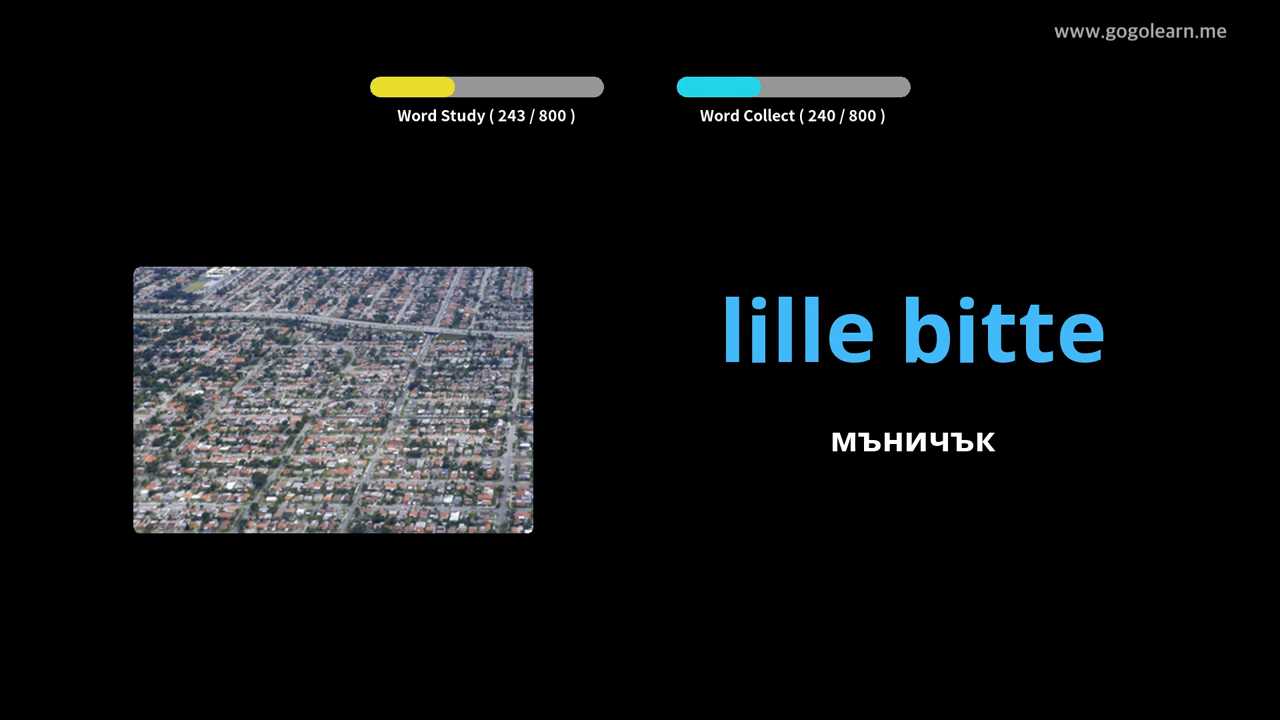 www.gogolearn.me
Word Study ( 243 / 800 )
Word Collect ( 240 / 800 )
lille bitte
мъничък